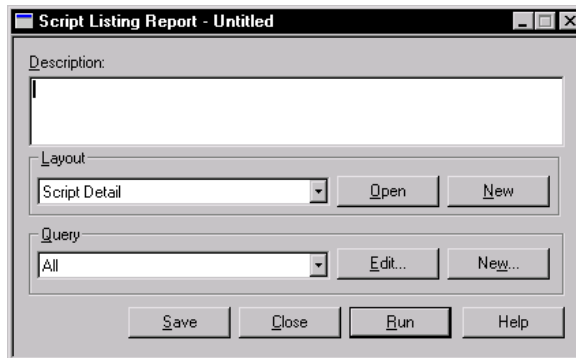 Script Listing Report - Untitled
Description:
Layout
Script Detail
Open
New
Query
All
Edit...
New...
Save
Close
Run
Help